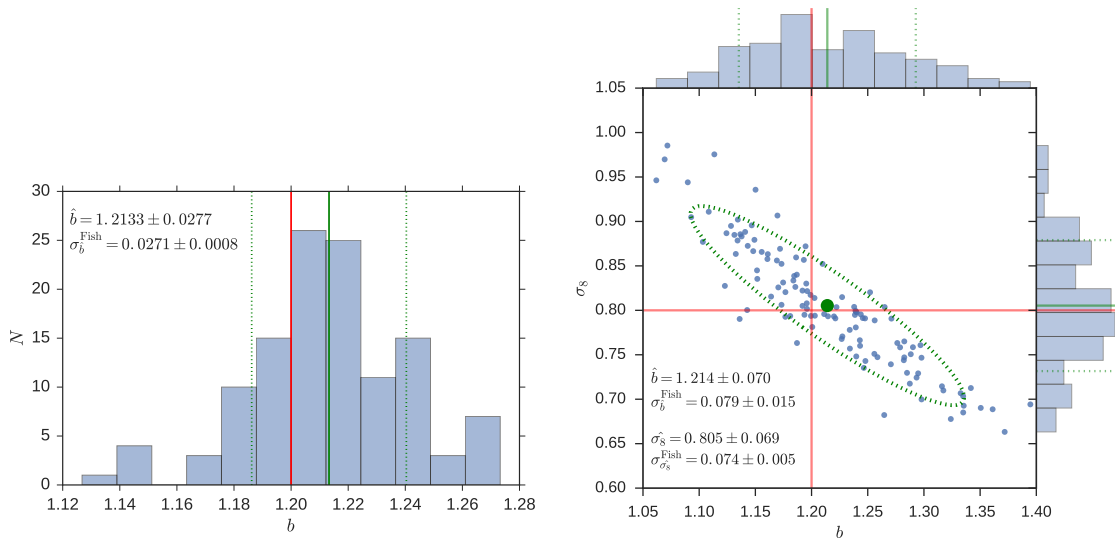 30
25
20
15
10
5
0
N
b̂ = 1.2133 ± 0.0277
σ_b̂^Fish = 0.0271 ± 0.0008
1.12 1.14 1.16 1.18 1.20 1.22 1.24 1.26 1.28
b
1.05
1.00
0.95
0.90
0.85
0.80
0.75
0.70
0.65
0.60
σ₈
b̂ = 1.214 ± 0.070
σ_b̂^Fish = 0.079 ± 0.015
σ̂₈ = 0.805 ± 0.069
σ_σ̂₈^Fish = 0.074 ± 0.005
1.05 1.10 1.15 1.20 1.25 1.30 1.35 1.40
b